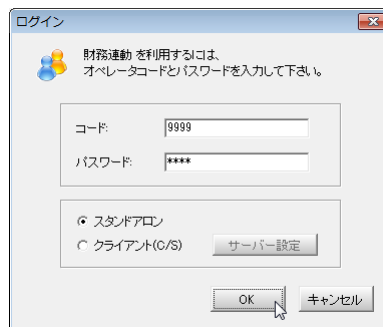 ログイン
財務連動 を利用するには、
オペレータコードとパスワードを入力して下さい。
コード: 9999
パスワード: ****
スタンドアロン
クライアント(C/S) サーバー設定
OK キャンセル